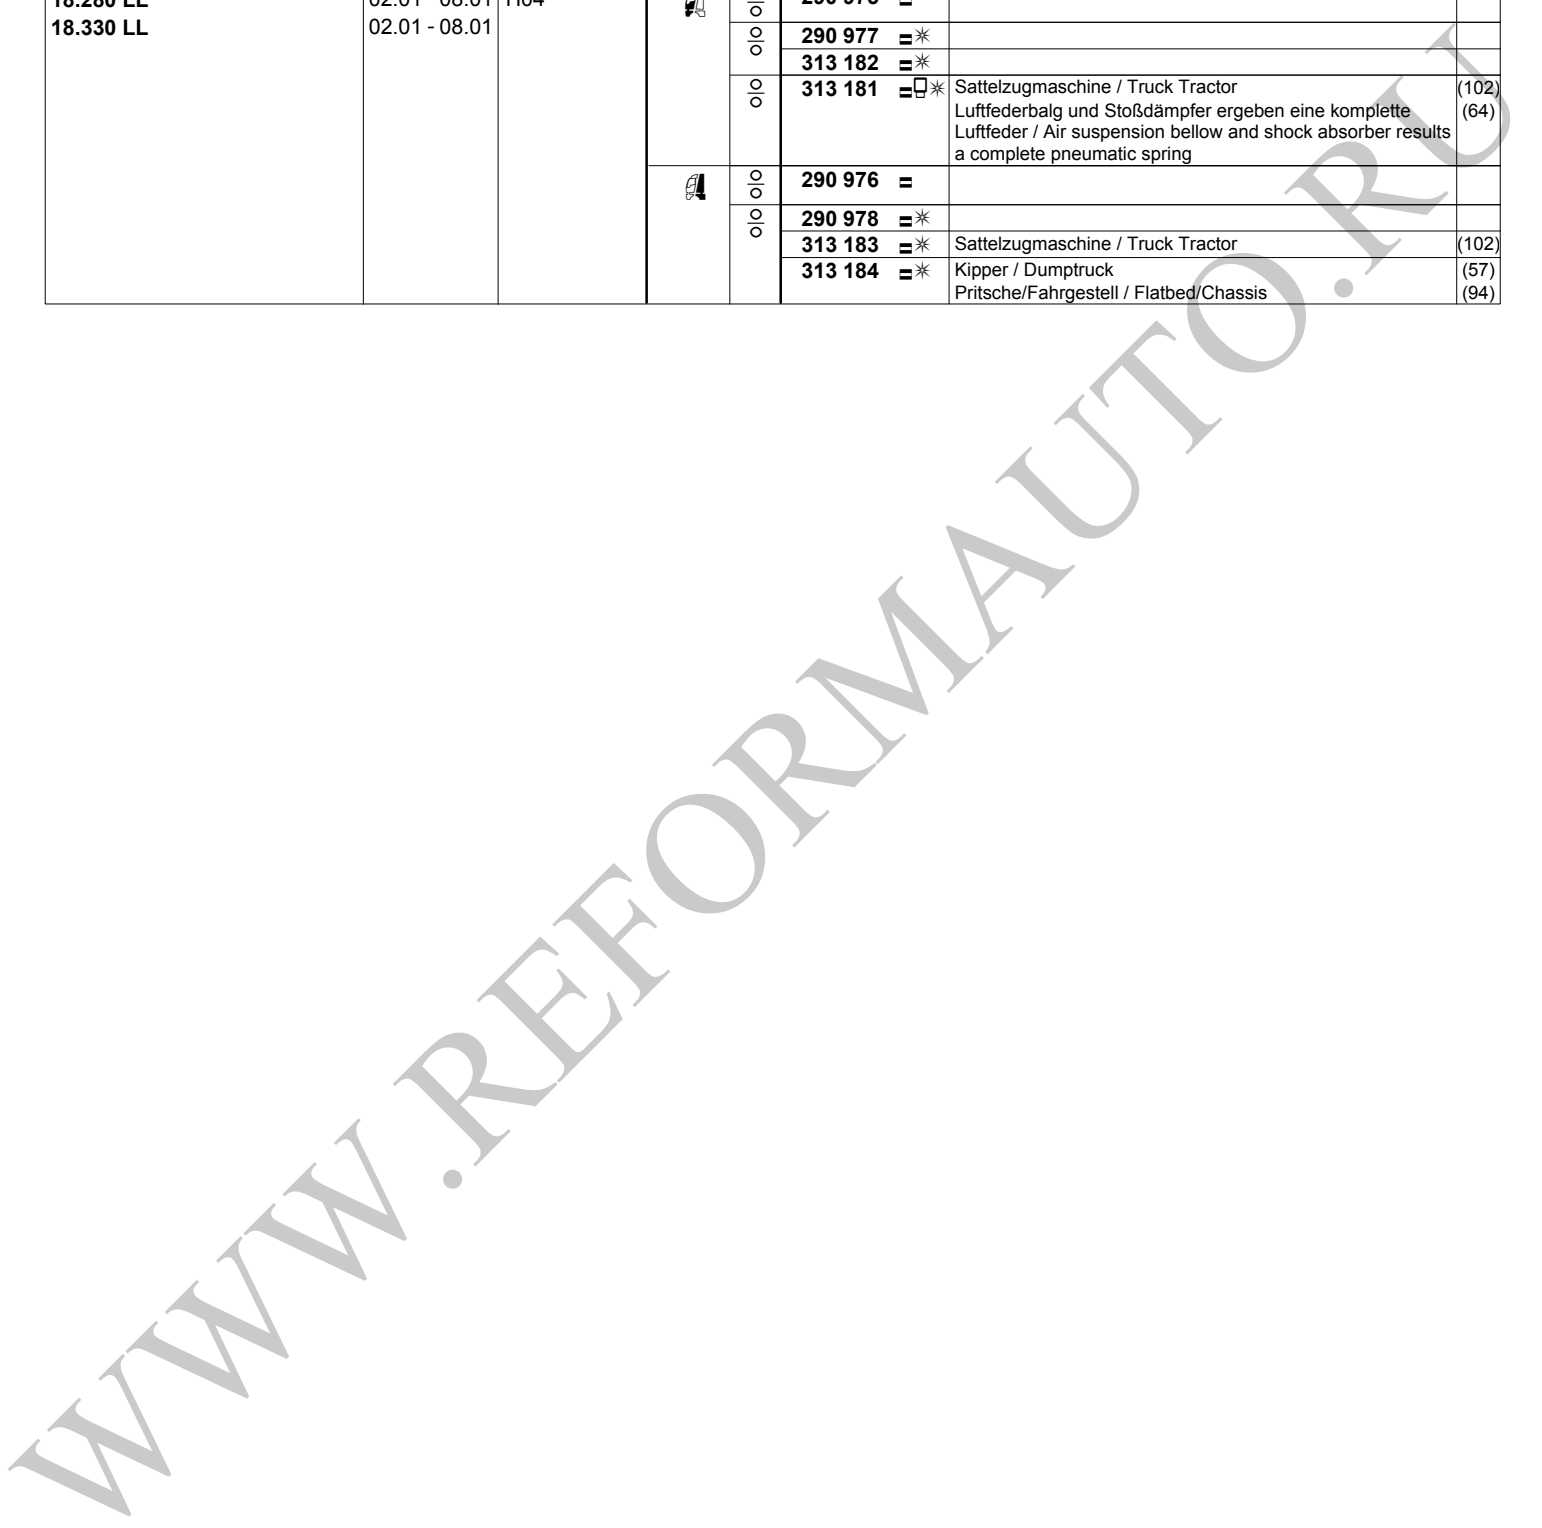 18.280 LL 02.01 - 08.01 H04 290 976
18.330 LL 02.01 - 08.01 290 977
313 182
313 181 Sattelzugmaschine / Truck Tractor (102)
Luftfederbalg und Stoßdämpfer ergeben eine komplette (64)
Luftfeder / Air suspension bellow and shock absorber results
a complete pneumatic spring
290 976
290 978
313 183 Sattelzugmaschine / Truck Tractor (102)
313 184 Kipper / Dumptruck (57)
Pritsche/Fahrgestell / Flatbed/Chassis (94)
WWW.REFORMAUTO.RU